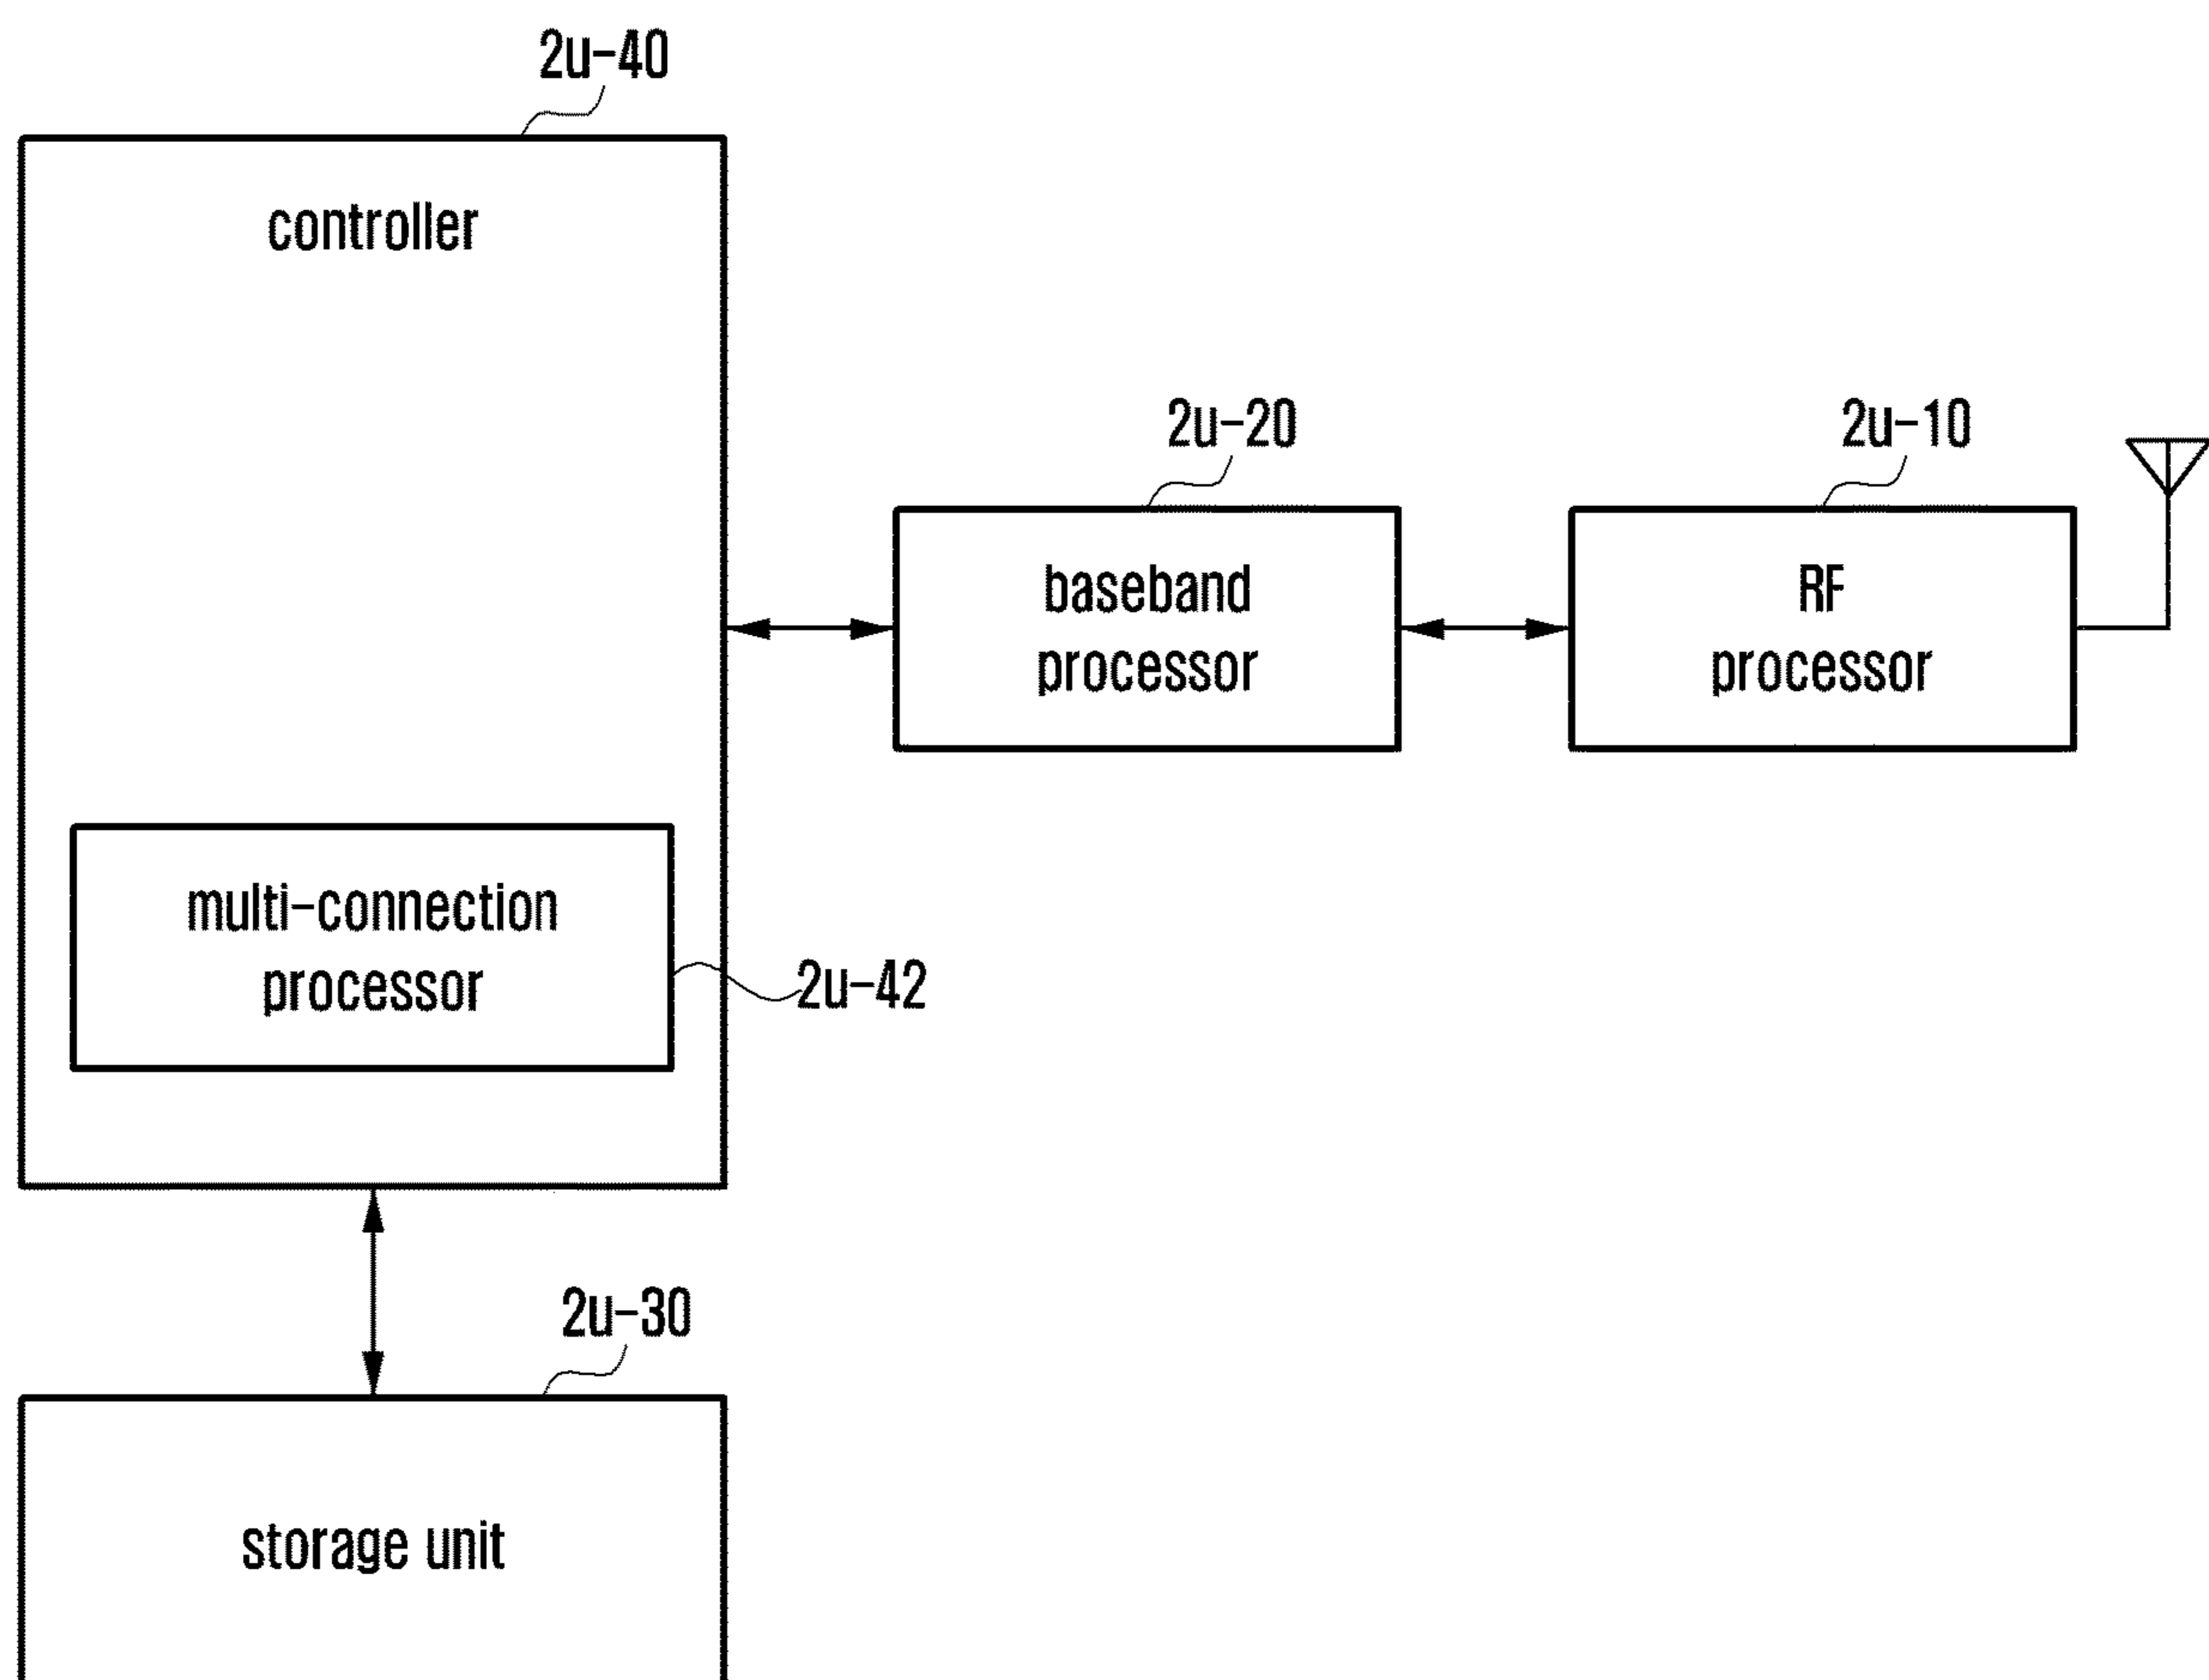 2u-40
controller
2u-20
2u-10
baseband
processor
RF
processor
multi-connection
processor
2u-42
2u-30
storage unit